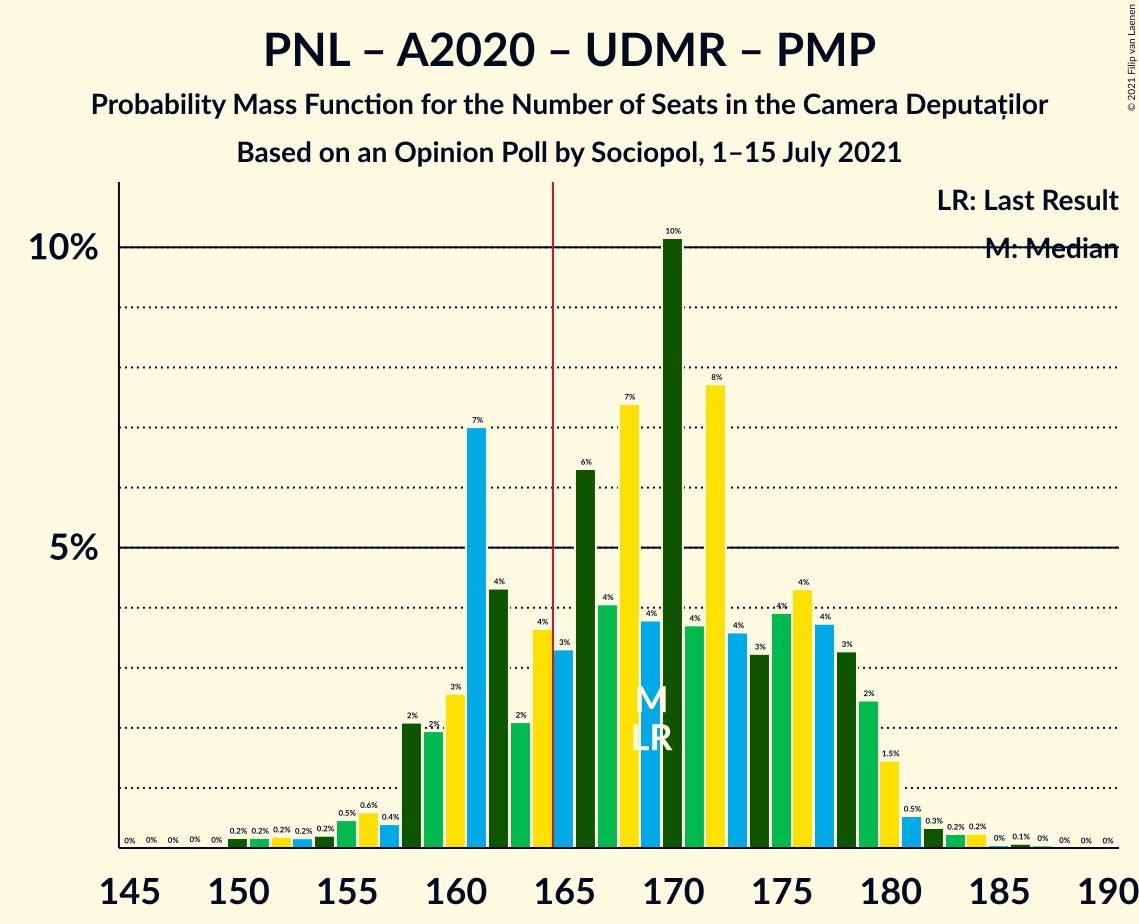 PNL – A2020 – UDMR – PMP
Probability Mass Function for the Number of Seats in the Camera Deputaților
Based on an Opinion Poll by Sociopol, 1–15 July 2021
© 2021 Filip van Laenen
LR: Last Result
M: Median
10%
5%
0% 0% 0% 0% 0% 0.2% 0.2% 0.2% 0.2% 0.2% 0.5% 0.6% 0.4% 2% 2% 3% 7% 4% 2% 4% 3% 6% 4% 7% 4% 10% 4% 8% 4% 3% 4% 4% 4% 3% 2% 1.5% 0.5% 0.3% 0.2% 0.2% 0% 0.1% 0% 0% 0% 0%
M
LR
145 150 155 160 165 170 175 180 185 190